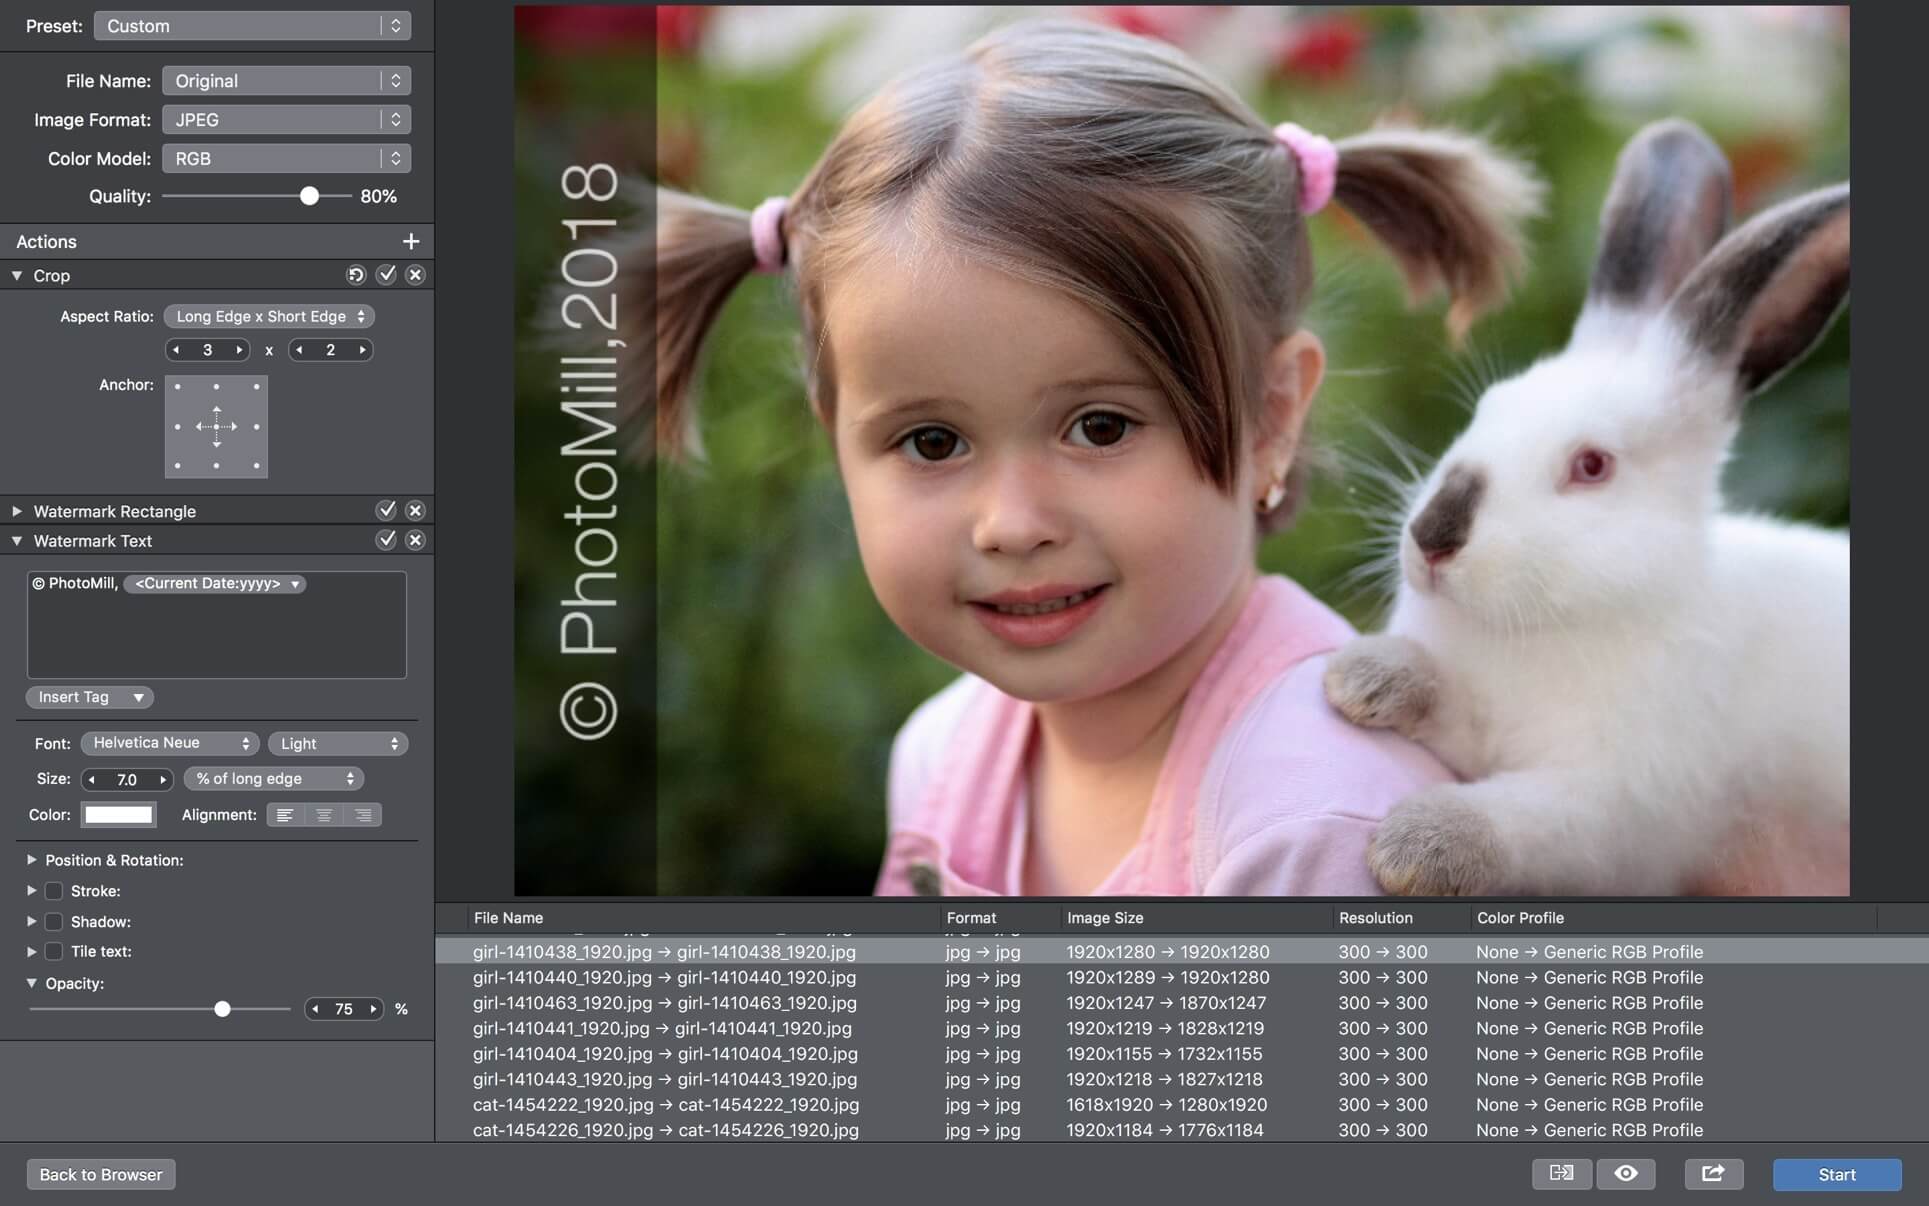 Preset: Custom
File Name: Original
Image Format: JPEG
Color Model: RGB
Quality: 80%
Actions
Crop
Aspect Ratio: Long Edge x Short Edge
3 x 2
Anchor:
Watermark Rectangle
Watermark Text
© PhotoMill, <Current Date:yyyy>
Insert Tag
Font: Helvetica Neue Light
Size: 7.0 % of long edge
Color: Alignment:
Position & Rotation:
Stroke:
Shadow:
Tile text:
Opacity:
75 %
© PhotoMill,2018
File Name Format Image Size Resolution Color Profile
girl-1410438_1920.jpg → girl-1410438_1920.jpg jpg → jpg 1920x1280 → 1920x1280 300 → 300 None → Generic RGB Profile
girl-1410440_1920.jpg → girl-1410440_1920.jpg jpg → jpg 1920x1289 → 1920x1280 300 → 300 None → Generic RGB Profile
girl-1410463_1920.jpg → girl-1410463_1920.jpg jpg → jpg 1920x1247 → 1870x1247 300 → 300 None → Generic RGB Profile
girl-1410441_1920.jpg → girl-1410441_1920.jpg jpg → jpg 1920x1219 → 1828x1219 300 → 300 None → Generic RGB Profile
girl-1410404_1920.jpg → girl-1410404_1920.jpg jpg → jpg 1920x1155 → 1732x1155 300 → 300 None → Generic RGB Profile
girl-1410443_1920.jpg → girl-1410443_1920.jpg jpg → jpg 1920x1218 → 1827x1218 300 → 300 None → Generic RGB Profile
cat-1454222_1920.jpg → cat-1454222_1920.jpg jpg → jpg 1618x1920 → 1280x1920 300 → 300 None → Generic RGB Profile
cat-1454226_1920.jpg → cat-1454226_1920.jpg jpg → jpg 1920x1184 → 1776x1184 300 → 300 None → Generic RGB Profile
Back to Browser
Start